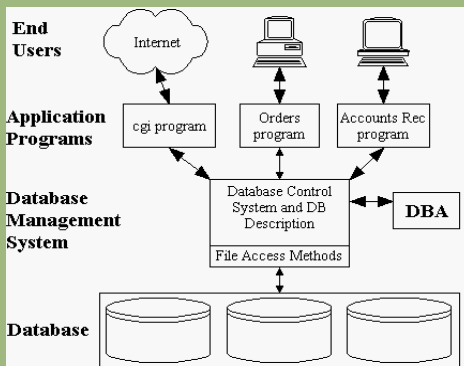 End
Users
Internet
Application
Programs
cgi program
Orders
program
Accounts Rec
program
Database
Management
System
Database Control
System and DB
Description
File Access Methods
DBA
Database